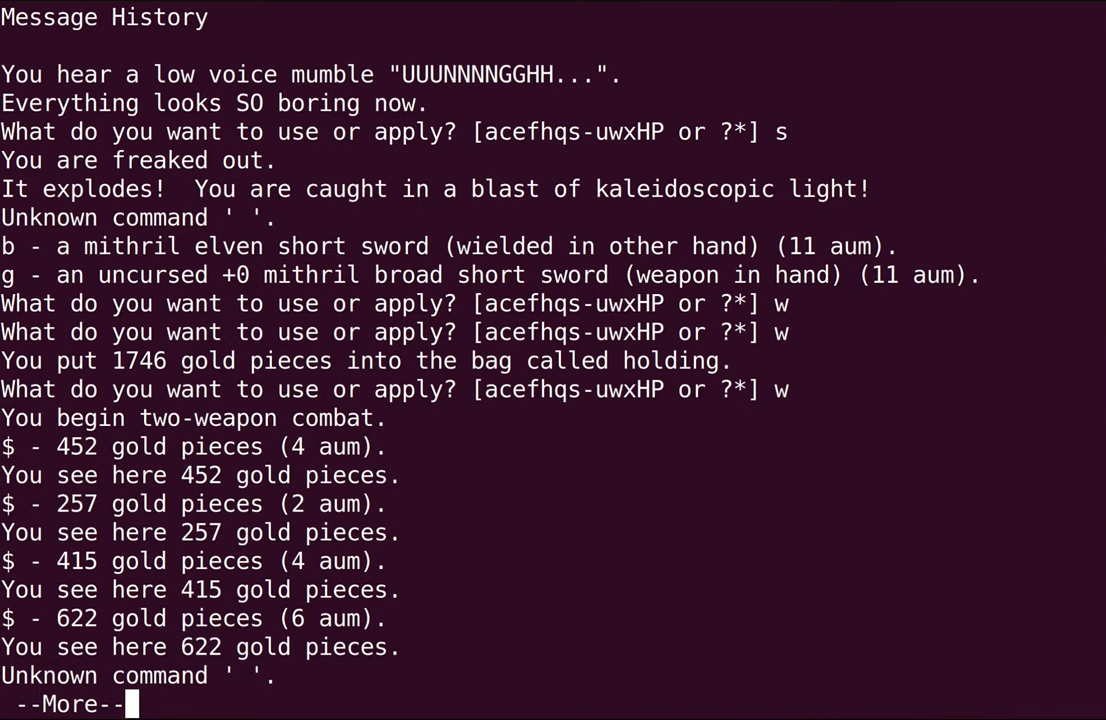 Message History
You hear a low voice mumble "UUUNNNNGGHH...".
Everything looks SO boring now.
What do you want to use or apply? [acefhqs-uwxHP or ?*] s
You are freaked out.
It explodes!  You are caught in a blast of kaleidoscopic light!
Unknown command ' '.
b - a mithril elven short sword (wielded in other hand) (11 aum).
g - an uncursed +0 mithril broad short sword (weapon in hand) (11 aum).
What do you want to use or apply? [acefhqs-uwxHP or ?*] w
What do you want to use or apply? [acefhqs-uwxHP or ?*] w
You put 1746 gold pieces into the bag called holding.
What do you want to use or apply? [acefhqs-uwxHP or ?*] w
You begin two-weapon combat.
$ - 452 gold pieces (4 aum).
You see here 452 gold pieces.
$ - 257 gold pieces (2 aum).
You see here 257 gold pieces.
$ - 415 gold pieces (4 aum).
You see here 415 gold pieces.
$ - 622 gold pieces (6 aum).
You see here 622 gold pieces.
Unknown command ' '.
--More--